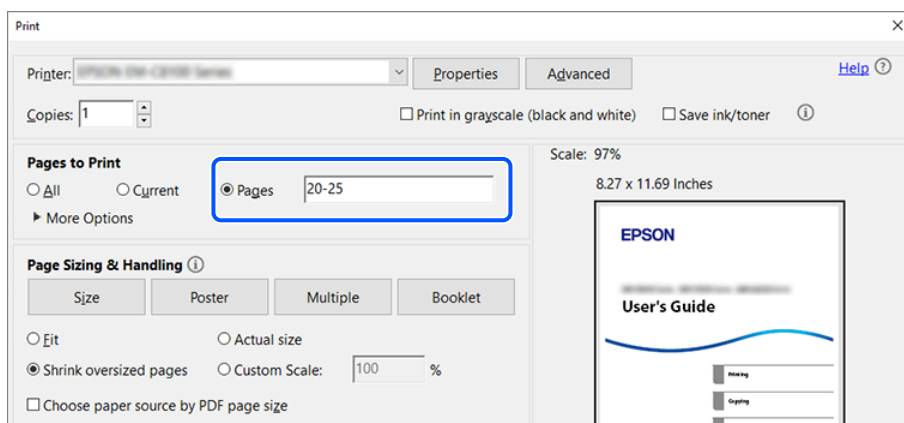 Print
Printer:
Properties
Advanced
Help
Copies: 1
Print in grayscale (black and white)
Save ink/toner
Pages to Print
All
Current
Pages
20-25
More Options
Scale: 97%
8.27 x 11.69 Inches
EPSON
User's Guide
Printing
Copying
Page Sizing & Handling
Size
Poster
Multiple
Booklet
Fit
Actual size
Shrink oversized pages
Custom Scale: 100 %
Choose paper source by PDF page size